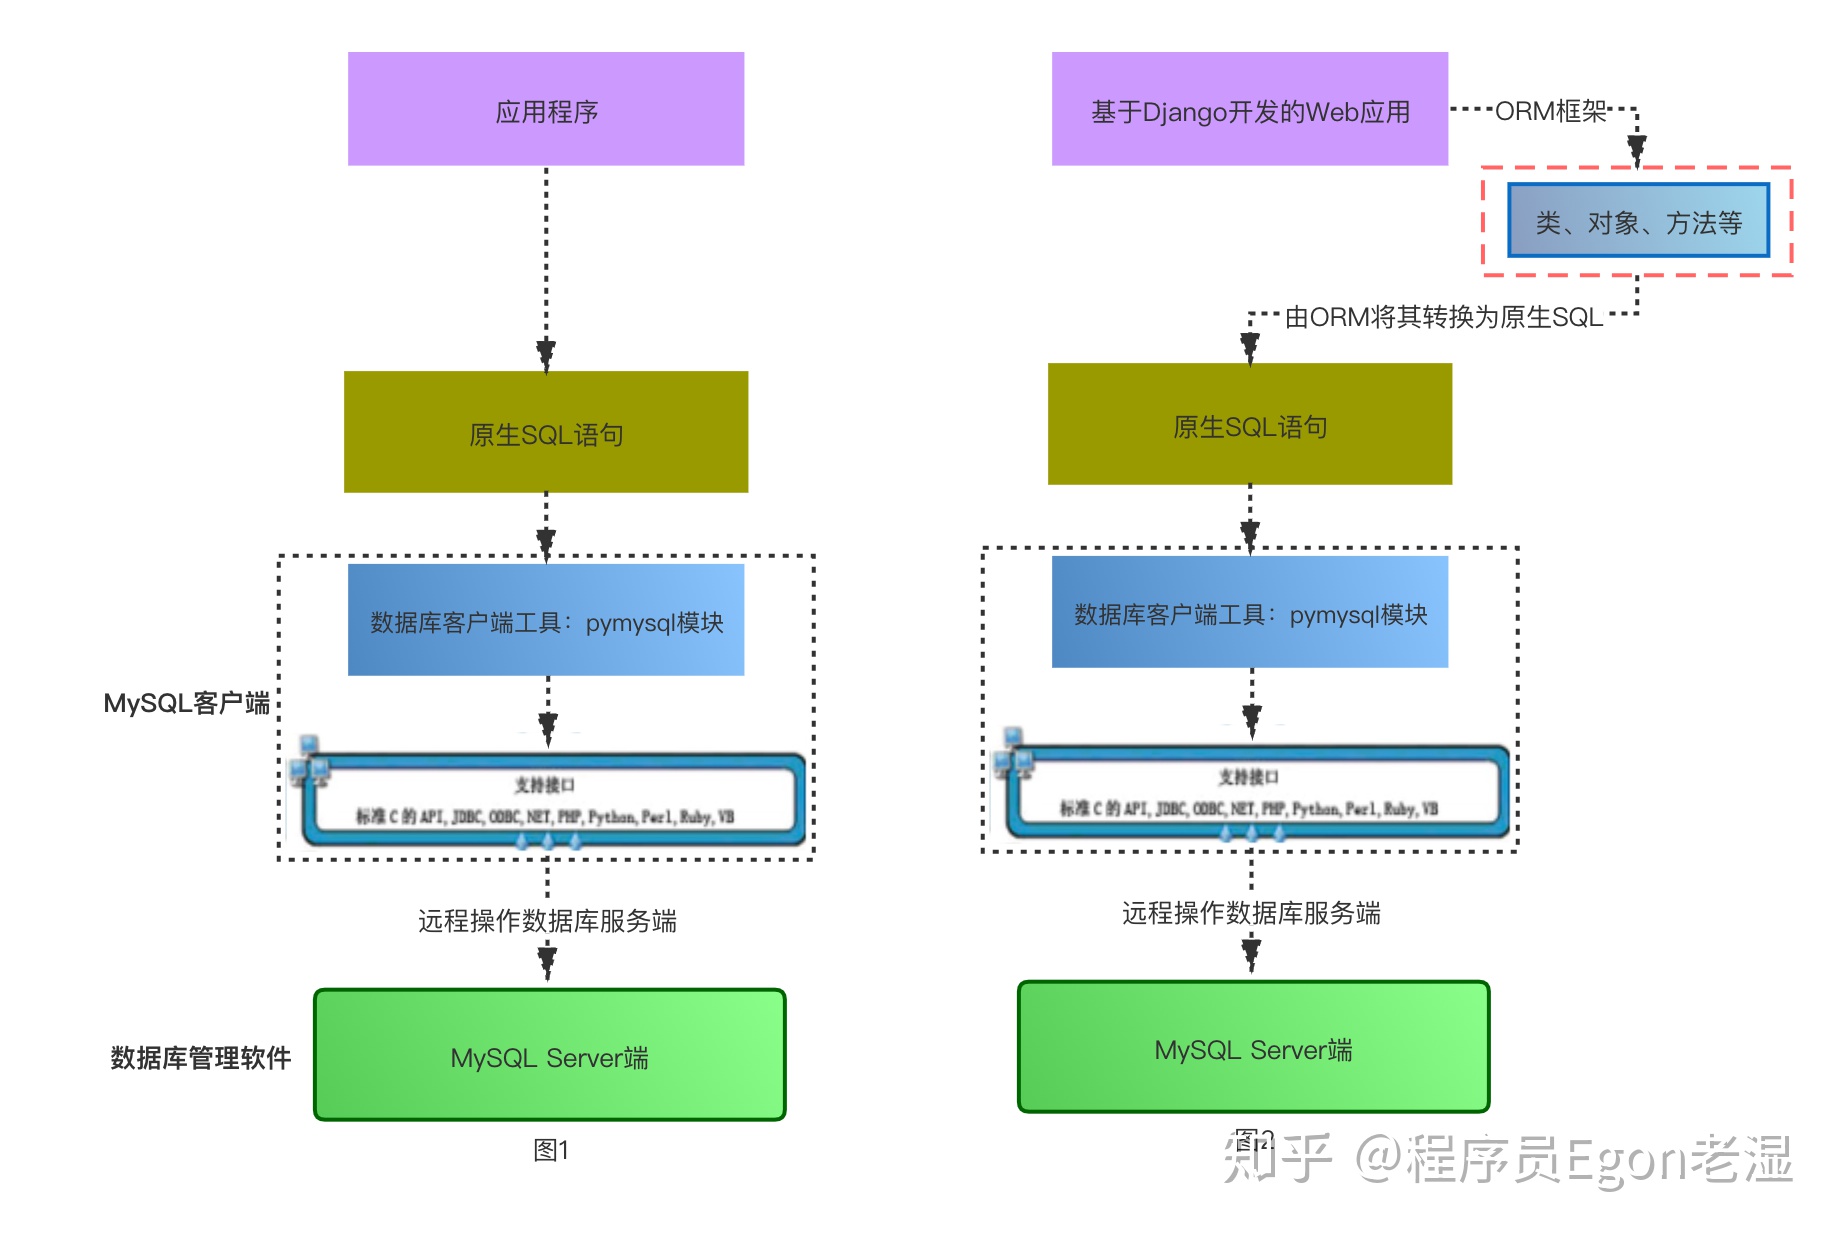 应用程序
原生SQL语句
数据库客户端工具：pymysql模块
MySQL客户端
支持接口
标准 C 的 API, JDBC, ODBC, NET, PHP, Python, Perl, Ruby, VB
远程操作数据库服务端
数据库管理软件
MySQL Server端
图1
基于Django开发的Web应用
ORM框架
类、对象、方法等
由ORM将其转换为原生SQL
原生SQL语句
数据库客户端工具：pymysql模块
支持接口
标准 C 的 API, JDBC, ODBC, NET, PHP, Python, Perl, Ruby, VB
远程操作数据库服务端
MySQL Server端
图2
知乎 @程序员Egon老湿